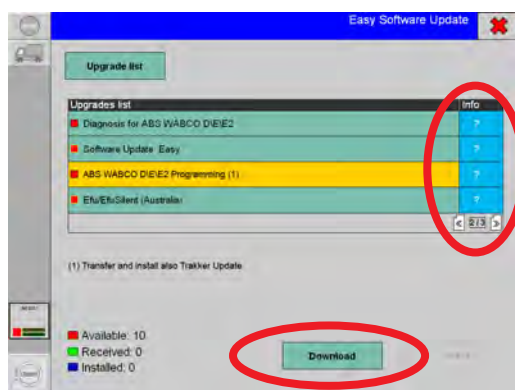 Easy Software Update
Upgrade list
Upgrades list Info
Diagnosis for ABS WABCO D\E\E2 ?
Software Update Easy ?
ABS WABCO D\E\E2 Programming (1) ?
Efu/EfuSilent (Australia) ?
< 2/3 >
(1) Transfer and install also Trakker Update
Available: 10
Received: 0
Installed: 0
Download